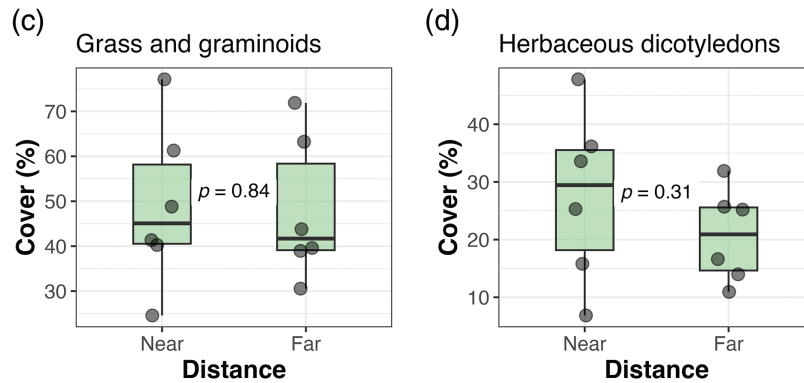 (c)
Grass and graminoids
Cover (%)
70
60
50
40
30
p = 0.84
Near
Far
Distance
(d)
Herbaceous dicotyledons
Cover (%)
40
30
20
10
p = 0.31
Near
Far
Distance